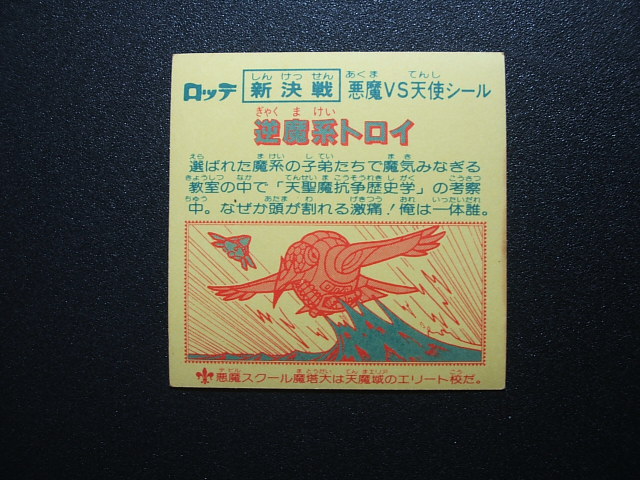 ロッテ 新決戦 悪魔VS天使シール
逆魔系トロイ
選ばれた魔系の子弟たちで魔気みなぎる
教室の中で「天聖魔抗争歴史学」の考察
中。なぜか頭が割れる激痛！俺は一体誰。
悪魔スクール魔塔大は天魔城のエリート校だ。